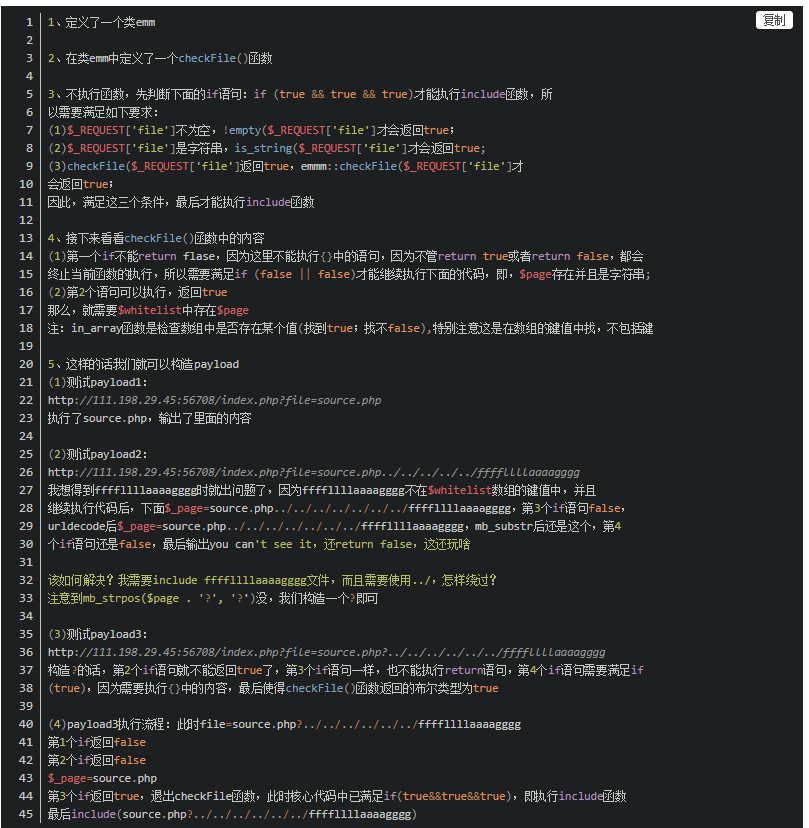 复制
1 1、定义了一个类emm
2
3 2、在类emm中定义了一个checkFile()函数
4
5 3、不执行函数，先判断下面的if语句：if (true && true && true)才能执行include函数，所
6 以需要满足如下要求：
7 (1)$_REQUEST['file']不为空，!empty($_REQUEST['file']才会返回true；
8 (2)$_REQUEST['file']是字符串，is_string($_REQUEST['file']才会返回true;
9 (3)checkFile($_REQUEST['file']返回true，emmm::checkFile($_REQUEST['file']才
10 会返回true；
11 因此，满足这三个条件，最后才能执行include函数
12
13 4、接下来看看checkFile()函数中的内容
14 (1)第一个if不能return flase，因为这里不能执行{}中的语句，因为不管return true或者return false，都会
15 终止当前函数的执行，所以需要满足if (false || false)才能继续执行下面的代码，即，$page存在并且是字符串;
16 (2)第2个语句可以执行，返回true
17 那么，就需要$whitelist中存在$page
18 注：in_array函数是检查数组中是否存在某个值(找到true；找不false),特别注意这是在数组的键值中找，不包括键
19
20 5、这样的话我们就可以构造payload
21 (1)测试payload1:
22 http://111.198.29.45:56708/index.php?file=source.php
23 执行了source.php，输出了里面的内容
24
25 (2)测试payload2:
26 http://111.198.29.45:56708/index.php?file=source.php../../../../../ffffllllaaaagggg
27 我想得到ffffllllaaaagggg时就出问题了，因为ffffllllaaaagggg不在$whitelist数组的键值中，并且
28 继续执行代码后，下面$_page=source.php../../../../../../ffffllllaaaagggg，第3个if语句false，
29 urldecode后$_page=source.php../../../../../../ffffllllaaaagggg，mb_substr后还是这个，第4
30 个if语句还是false，最后输出you can't see it，还return false，这还玩啥
31
32 该如何解决？我需要include ffffllllaaaagggg文件，而且需要使用../，怎样绕过？
33 注意到mb_strpos($page . '?', '?')没，我们构造一个?即可
34
35 (3)测试payload3:
36 http://111.198.29.45:56708/index.php?file=source.php?../../../../../../ffffllllaaaagggg
37 构造?的话，第2个if语句就不能返回true了，第3个if语句一样，也不能执行return语句，第4个if语句需要满足if
38 (true)，因为需要执行{}中的内容，最后使得checkFile()函数返回的布尔类型为true
39
40 (4)payload3执行流程：此时file=source.php?../../../../../../ffffllllaaaagggg
41 第1个if返回false
42 第2个if返回false
43 $_page=source.php
44 第3个if返回true，退出checkFile函数，此时核心代码中已满足if(true&&true&&true)，即执行include函数
45 最后include(source.php?../../../../../../ffffllllaaaagggg)